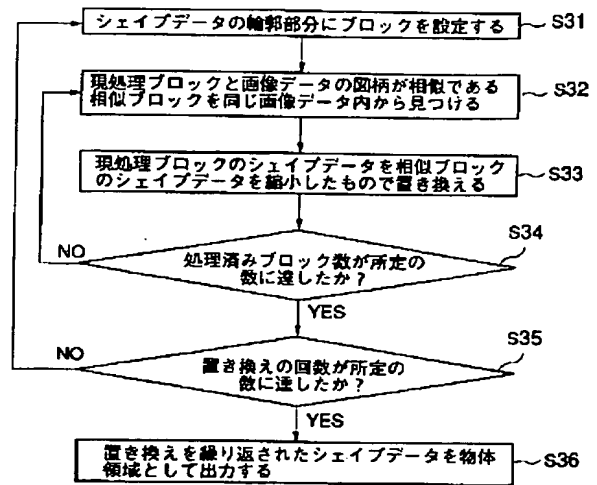 シェイプデータの輪郭部分にブロックを設定する
S31
現処理ブロックと画像データの図柄が相似である
相似ブロックを同じ画像データ内から見つける
S32
現処理ブロックのシェイプデータを相似ブロック
のシェイプデータを縮小したもので置き換える
S33
S34
NO
処理済みブロック数が所定の
数に達したか？
YES
S35
NO
置き換えの回数が所定の
数に達したか？
YES
置き換えを繰り返されたシェイプデータを物体
領域として出力する
S36